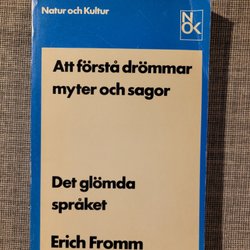 Natur och Kultur
NOK
Att förstå drömmar
myter och sagor
Det glömda
språket
Erich Fromm